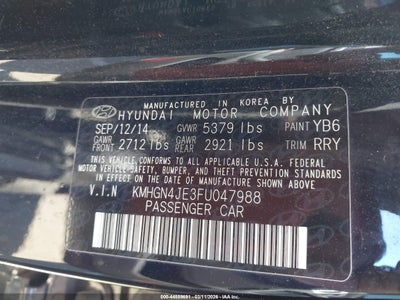 MANUFACTURED IN KOREA BY
HYUNDAI MOTOR COMPANY
SEP/12/14 GVWR 5379 lbs PAINT YB6
GAWR FRONT 2712 lbs GAWR REAR 2921 lbs TRIM RRY
THIS VEHICLE CONFORMS TO ALL APPLICABLE U.S.A. FEDERAL
MOTOR VEHICLE SAFETY, BUMPER, AND THEFT PREVENTION STANDARDS
IN EFFECT ON THE DATE OF MANUFACTURE SHOWN ABOVE.
V.I.N KMHGN4JE3FU047988
PASSENGER CAR